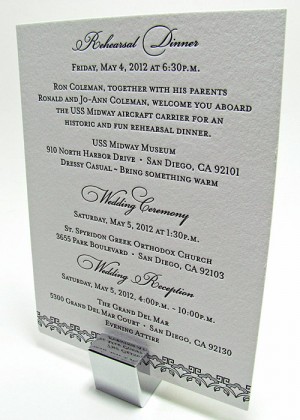 Rehearsal Dinner
Friday, May 4, 2012 at 6:30p.m.
Ron Coleman, together with his parents
Ronald and Jo-Ann Coleman, welcome you aboard
the USS Midway aircraft carrier for an
historic and fun rehearsal dinner.
USS Midway Museum
910 North Harbor Drive · San Diego, CA 92101
Dressy Casual ~ Bring something warm
Wedding Ceremony
Saturday, May 5, 2012 at 1:30p.m.
St. Spyridon Greek Orthodox Church
3655 Park Boulevard · San Diego, CA 92103
Wedding Reception
Saturday, May 5, 2012, 4:00p.m. - 10:00p.m.
The Grand Del Mar
5300 Grand Del Mar Court · San Diego, CA 92130
Evening Attire